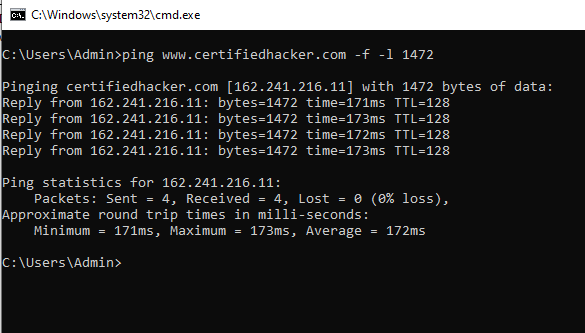 C:\Windows\system32\cmd.exe
C:\Users\Admin>ping www.certifiedhacker.com -f -l 1472
Pinging certifiedhacker.com [162.241.216.11] with 1472 bytes of data:
Reply from 162.241.216.11: bytes=1472 time=171ms TTL=128
Reply from 162.241.216.11: bytes=1472 time=173ms TTL=128
Reply from 162.241.216.11: bytes=1472 time=172ms TTL=128
Reply from 162.241.216.11: bytes=1472 time=173ms TTL=128
Ping statistics for 162.241.216.11:
    Packets: Sent = 4, Received = 4, Lost = 0 (0% loss),
Approximate round trip times in milli-seconds:
    Minimum = 171ms, Maximum = 173ms, Average = 172ms
C:\Users\Admin>